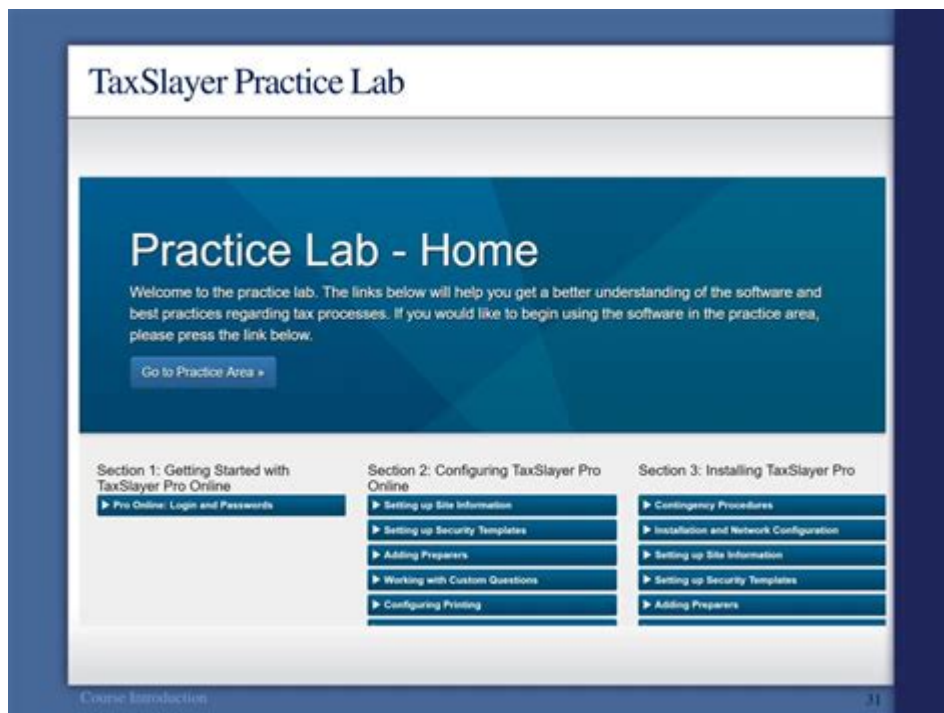 TaxSlayer Practice Lab
Practice Lab - Home
Welcome to the practice lab. The links below will help you get a better understanding of the software and
best practices regarding tax processes. If you would like to begin using the software in the practice area,
please press the link below.
Go to Practice Area »
Section 1: Getting Started with
TaxSlayer Pro Online
▶ Pro Online: Login and Passwords
Section 2: Configuring TaxSlayer Pro
Online
▶ Setting up Site Information
▶ Setting up Security Templates
▶ Adding Preparers
▶ Working with Custom Questions
▶ Configuring Printing
Section 3: Installing TaxSlayer Pro
▶ Contingency Procedures
▶ Installation and Network Configuration
▶ Setting up Site Information
▶ Setting up Security Templates
▶ Adding Preparers
Course Introduction
31